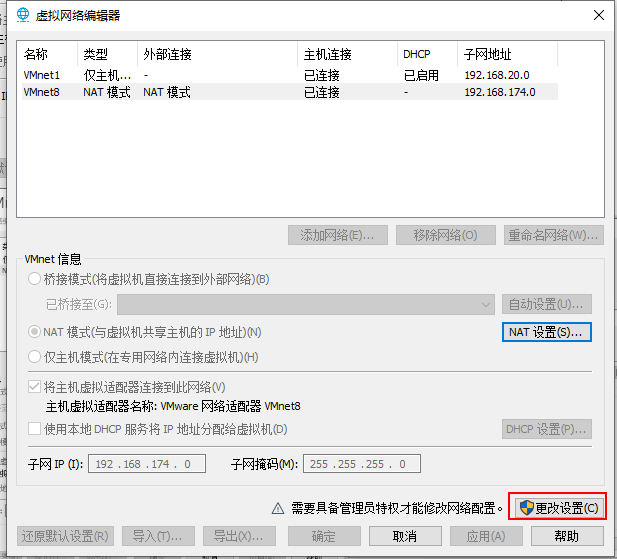 虚拟网络编辑器
名称 类型 外部连接 主机连接 DHCP 子网地址
VMnet1 仅主机... - 已连接 已启用 192.168.20.0
VMnet8 NAT 模式 NAT 模式 已连接 - 192.168.174.0
添加网络(E)... 移除网络(O) 重命名网络(W)...
VMnet 信息
桥接模式(将虚拟机直接连接到外部网络)(B)
已桥接至(G): 自动设置(U)...
NAT 模式(与虚拟机共享主机的 IP 地址)(N) NAT 设置(S)...
仅主机模式(在专用网络内连接虚拟机)(H)
将主机虚拟适配器连接到此网络(V)
主机虚拟适配器名称: VMware 网络适配器 VMnet8
使用本地 DHCP 服务将 IP 地址分配给虚拟机(D) DHCP 设置(P)...
子网 IP (I): 192 . 168 . 174 . 0 子网掩码(M): 255 . 255 . 255 . 0
需要具备管理员特权才能修改网络配置。 更改设置(C)
还原默认设置(R) 导入(T)... 导出(X)... 确定 取消 应用(A) 帮助